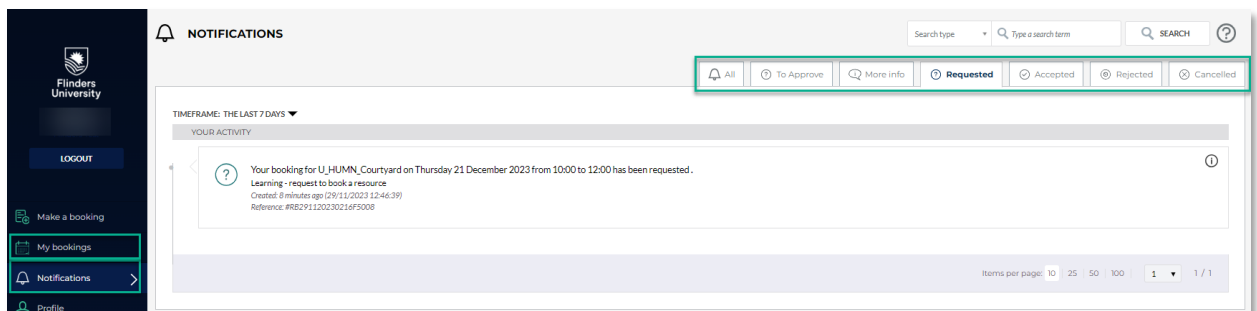 Flinders
University
LOGOUT
Make a booking
My bookings
Notifications
Profile
NOTIFICATIONS
Search type
Type a search term
SEARCH
All
To Approve
More info
Requested
Accepted
Rejected
Cancelled
TIMEFRAME: THE LAST 7 DAYS
YOUR ACTIVITY
Your booking for U_HUMN_Courtyard on Thursday 21 December 2023 from 10:00 to 12:00 has been requested .
Learning - request to book a resource
Created: 8 minutes ago (29/11/2023 12:46:39)
Reference: #RB291120230216F5008
Items per page: 10 25 50 100 1 1 / 1